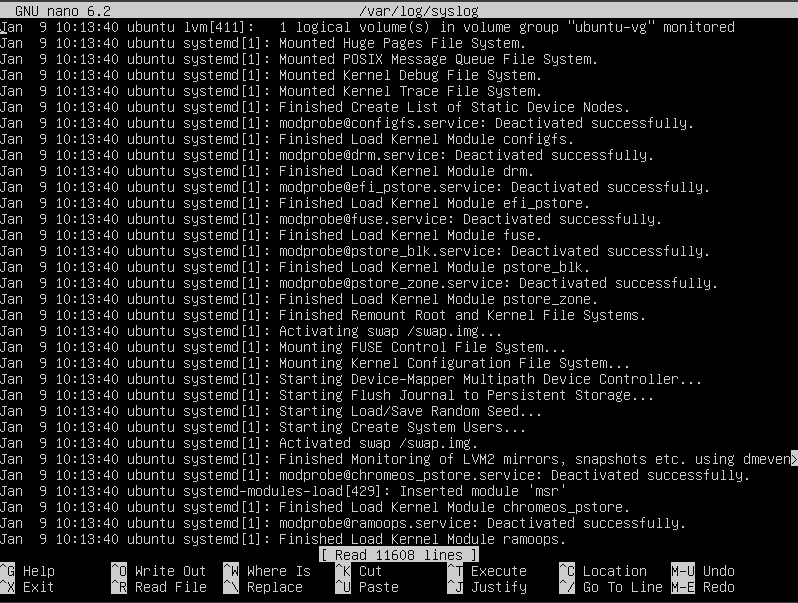 GNU nano 6.2 /var/log/syslog
Jan  9 10:13:40 ubuntu lvm[411]:   1 logical volume(s) in volume group "ubuntu-vg" monitored
Jan  9 10:13:40 ubuntu systemd[1]: Mounted Huge Pages File System.
Jan  9 10:13:40 ubuntu systemd[1]: Mounted POSIX Message Queue File System.
Jan  9 10:13:40 ubuntu systemd[1]: Mounted Kernel Debug File System.
Jan  9 10:13:40 ubuntu systemd[1]: Mounted Kernel Trace File System.
Jan  9 10:13:40 ubuntu systemd[1]: Finished Create List of Static Device Nodes.
Jan  9 10:13:40 ubuntu systemd[1]: modprobe@configfs.service: Deactivated successfully.
Jan  9 10:13:40 ubuntu systemd[1]: Finished Load Kernel Module configfs.
Jan  9 10:13:40 ubuntu systemd[1]: modprobe@drm.service: Deactivated successfully.
Jan  9 10:13:40 ubuntu systemd[1]: Finished Load Kernel Module drm.
Jan  9 10:13:40 ubuntu systemd[1]: modprobe@efi_pstore.service: Deactivated successfully.
Jan  9 10:13:40 ubuntu systemd[1]: Finished Load Kernel Module efi_pstore.
Jan  9 10:13:40 ubuntu systemd[1]: modprobe@fuse.service: Deactivated successfully.
Jan  9 10:13:40 ubuntu systemd[1]: Finished Load Kernel Module fuse.
Jan  9 10:13:40 ubuntu systemd[1]: modprobe@pstore_blk.service: Deactivated successfully.
Jan  9 10:13:40 ubuntu systemd[1]: Finished Load Kernel Module pstore_blk.
Jan  9 10:13:40 ubuntu systemd[1]: modprobe@pstore_zone.service: Deactivated successfully.
Jan  9 10:13:40 ubuntu systemd[1]: Finished Load Kernel Module pstore_zone.
Jan  9 10:13:40 ubuntu systemd[1]: Finished Remount Root and Kernel File Systems.
Jan  9 10:13:40 ubuntu systemd[1]: Activating swap /swap.img...
Jan  9 10:13:40 ubuntu systemd[1]: Mounting FUSE Control File System...
Jan  9 10:13:40 ubuntu systemd[1]: Mounting Kernel Configuration File System...
Jan  9 10:13:40 ubuntu systemd[1]: Starting Device-Mapper Multipath Device Controller...
Jan  9 10:13:40 ubuntu systemd[1]: Starting Flush Journal to Persistent Storage...
Jan  9 10:13:40 ubuntu systemd[1]: Starting Load/Save Random Seed...
Jan  9 10:13:40 ubuntu systemd[1]: Starting Create System Users...
Jan  9 10:13:40 ubuntu systemd[1]: Activated swap /swap.img.
Jan  9 10:13:40 ubuntu systemd[1]: Finished Monitoring of LVM2 mirrors, snapshots etc. using dmeven>
Jan  9 10:13:40 ubuntu systemd[1]: modprobe@chromeos_pstore.service: Deactivated successfully.
Jan  9 10:13:40 ubuntu systemd-modules-load[429]: Inserted module 'msr'
Jan  9 10:13:40 ubuntu systemd[1]: Finished Load Kernel Module chromeos_pstore.
Jan  9 10:13:40 ubuntu systemd[1]: modprobe@ramoops.service: Deactivated successfully.
Jan  9 10:13:40 ubuntu systemd[1]: Finished Load Kernel Module ramoops.
[ Read 11608 lines ]
^G Help ^O Write Out ^W Where Is ^K Cut ^T Execute ^C Location M-U Undo
^X Exit ^R Read File ^\ Replace ^U Paste ^J Justify ^/ Go To Line M-E Redo